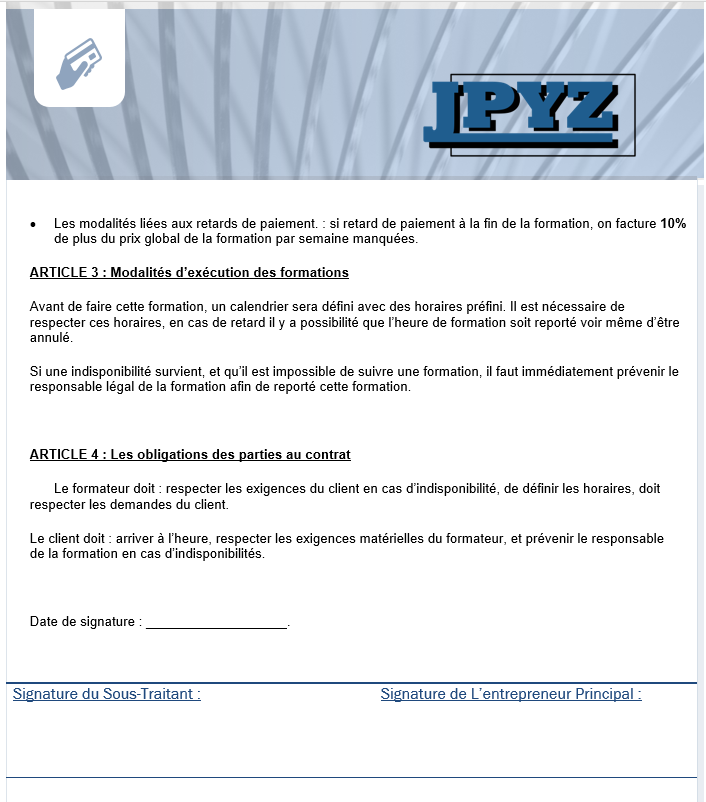 JPYZ
• Les modalités liées aux retards de paiement. : si retard de paiement à la fin de la formation, on facture 10%
de plus du prix global de la formation par semaine manquées.
ARTICLE 3 : Modalités d’exécution des formations
Avant de faire cette formation, un calendrier sera défini avec des horaires préfini. Il est nécessaire de
respecter ces horaires, en cas de retard il y a possibilité que l’heure de formation soit reporté voir même d’être
annulé.
Si une indisponibilité survient, et qu’il est impossible de suivre une formation, il faut immédiatement prévenir le
responsable légal de la formation afin de reporté cette formation.
ARTICLE 4 : Les obligations des parties au contrat
Le formateur doit : respecter les exigences du client en cas d’indisponibilité, de définir les horaires, doit
respecter les demandes du client.
Le client doit : arriver à l’heure, respecter les exigences matérielles du formateur, et prévenir le responsable
de la formation en cas d’indisponibilités.
Date de signature : ___________________.
Signature du Sous-Traitant : Signature de L’entrepreneur Principal :